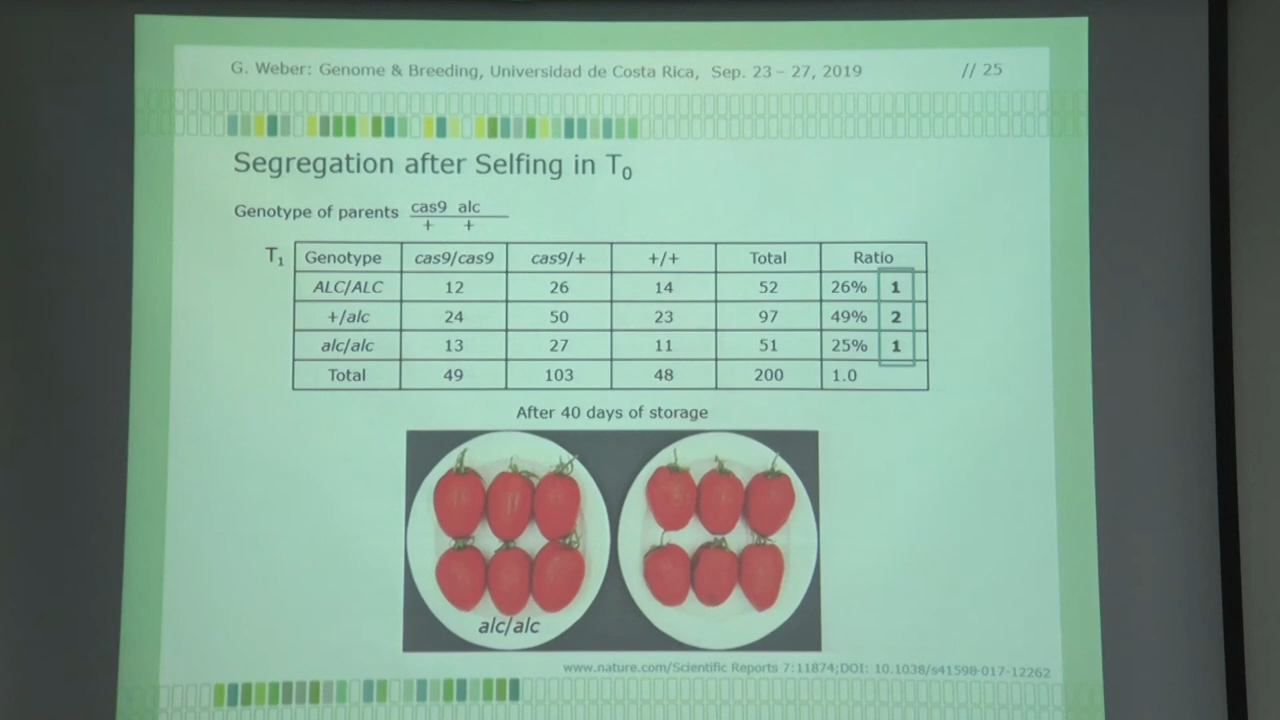 G. Weber: Genome & Breeding, Universidad de Costa Rica, Sep. 23 – 27, 2019 // 25
Segregation after Selfing in T0
Genotype of parents cas9 alc
+ +
T1 Genotype cas9/cas9 cas9/+ +/+ Total Ratio
ALC/ALC 12 26 14 52 26% 1
+/alc 24 50 23 97 49% 2
alc/alc 13 27 11 51 25% 1
Total 49 103 48 200 1.0
After 40 days of storage
alc/alc
www.nature.com/Scientific Reports 7:11874;DOI: 10.1038/s41598-017-12262